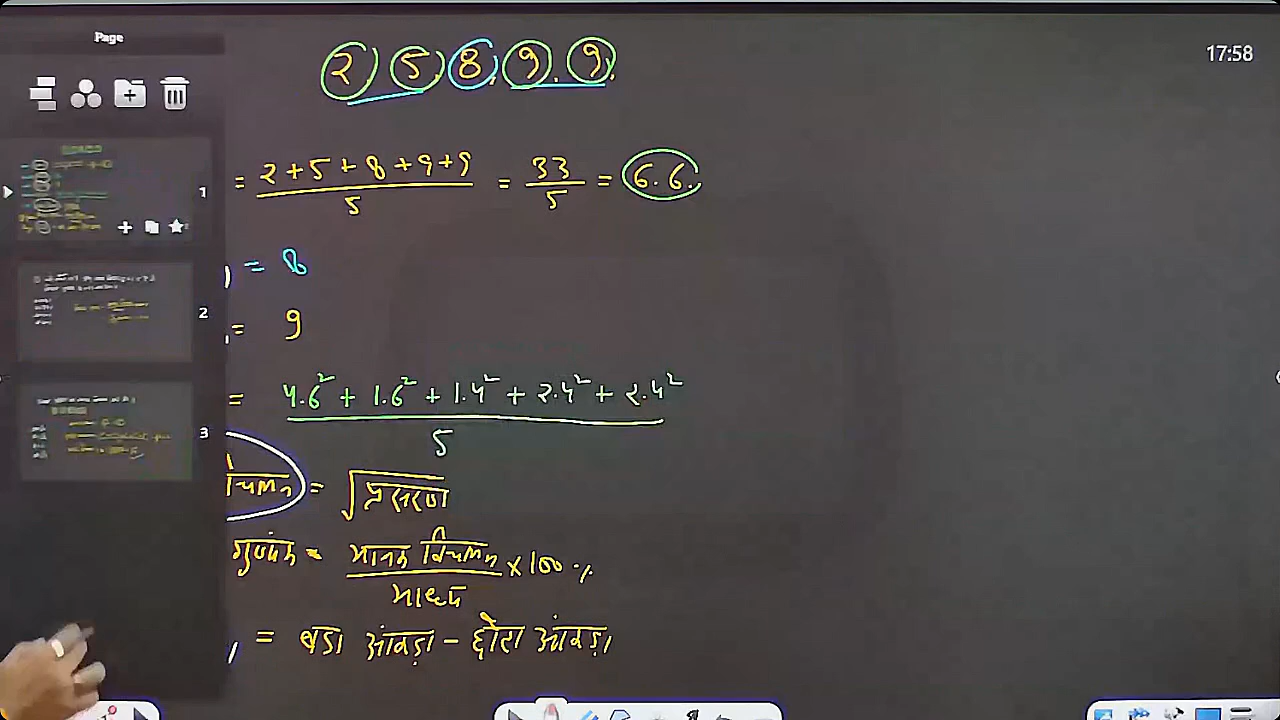 Page
17:58
2, 5, 8, 9, 9,
= 2+5+8+9+9 / 5 = 33 / 5 = 6.6.
1
, = 8
2
, = 9
= 4.6² + 1.6² + 1.4² + 2.4² + 2.4² / 5
3
विचलन = √प्रसरण
गुणांक = मानक विचलन / माध्य × 100 %
, = बडा आंकड़ा - छोटा आंकड़ा